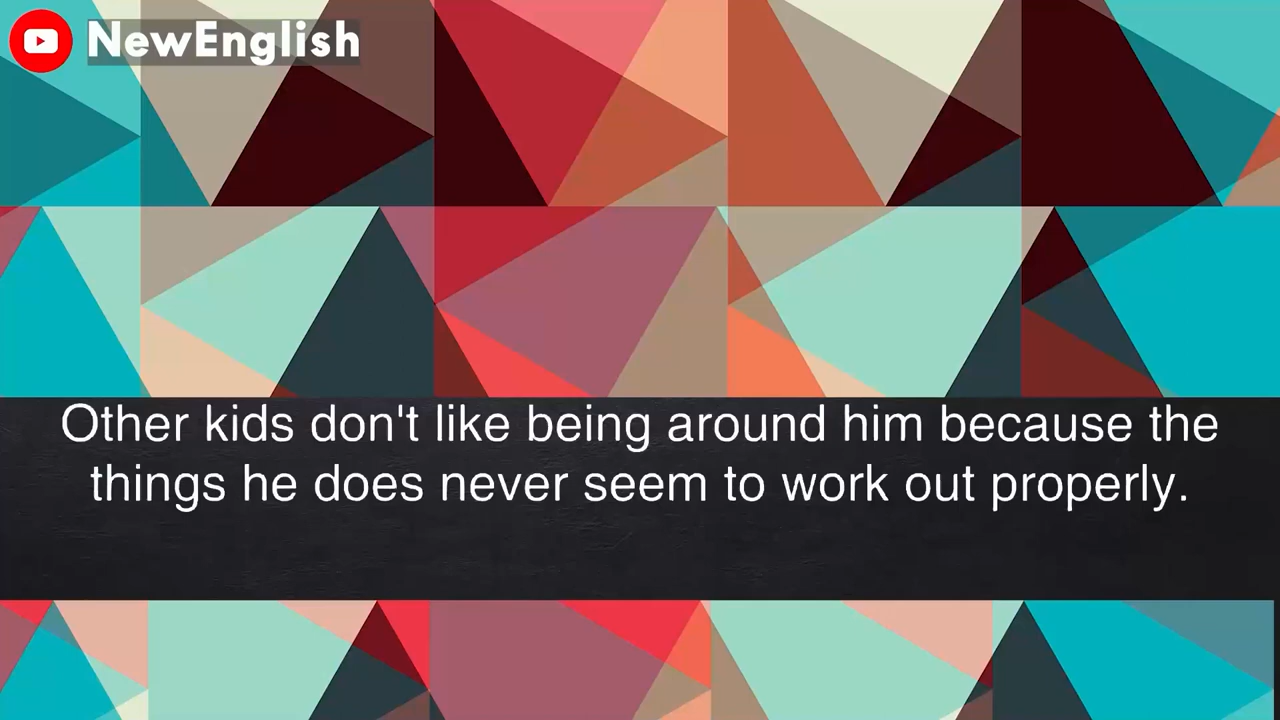 NewEnglish
Other kids don't like being around him because the
things he does never seem to work out properly.